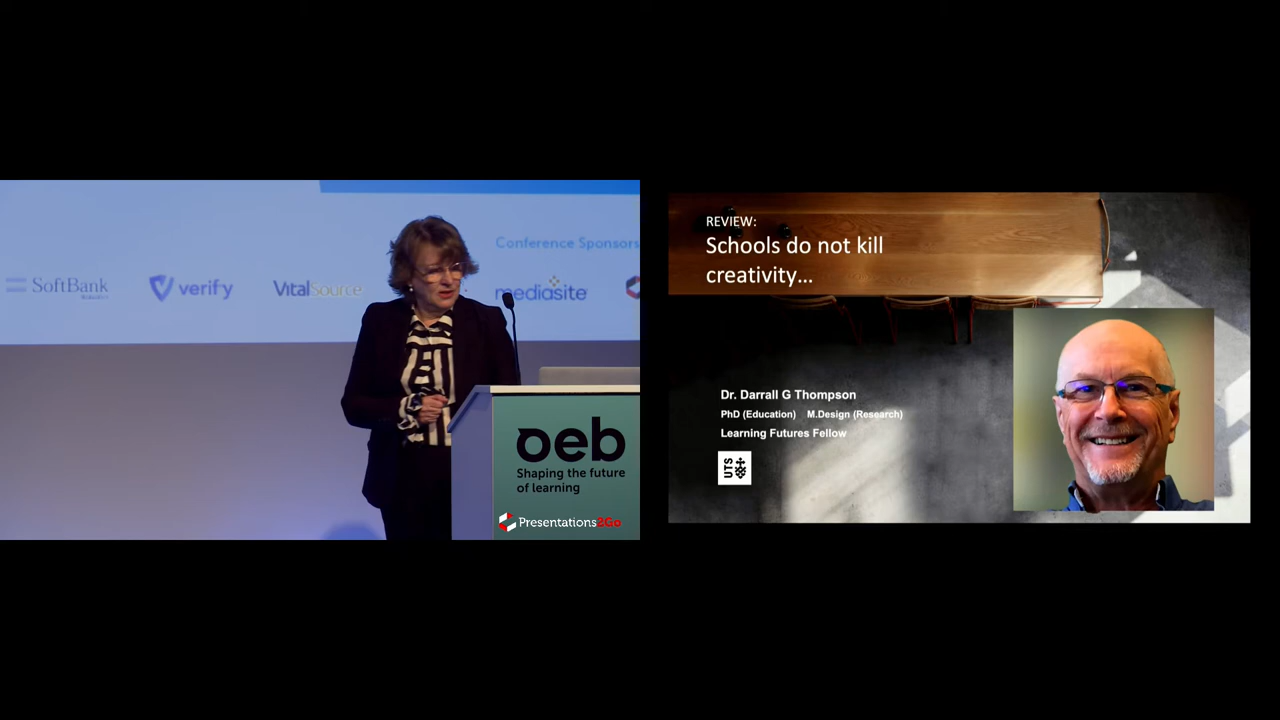 Conference Sponsors
SoftBank
verify
VitalSource
mediasite
oeb
Shaping the future
of learning
Presentations2Go
REVIEW:
Schools do not kill
creativity...
Dr. Darrall G Thompson
PhD (Education) M.Design (Research)
Learning Futures Fellow
UTS